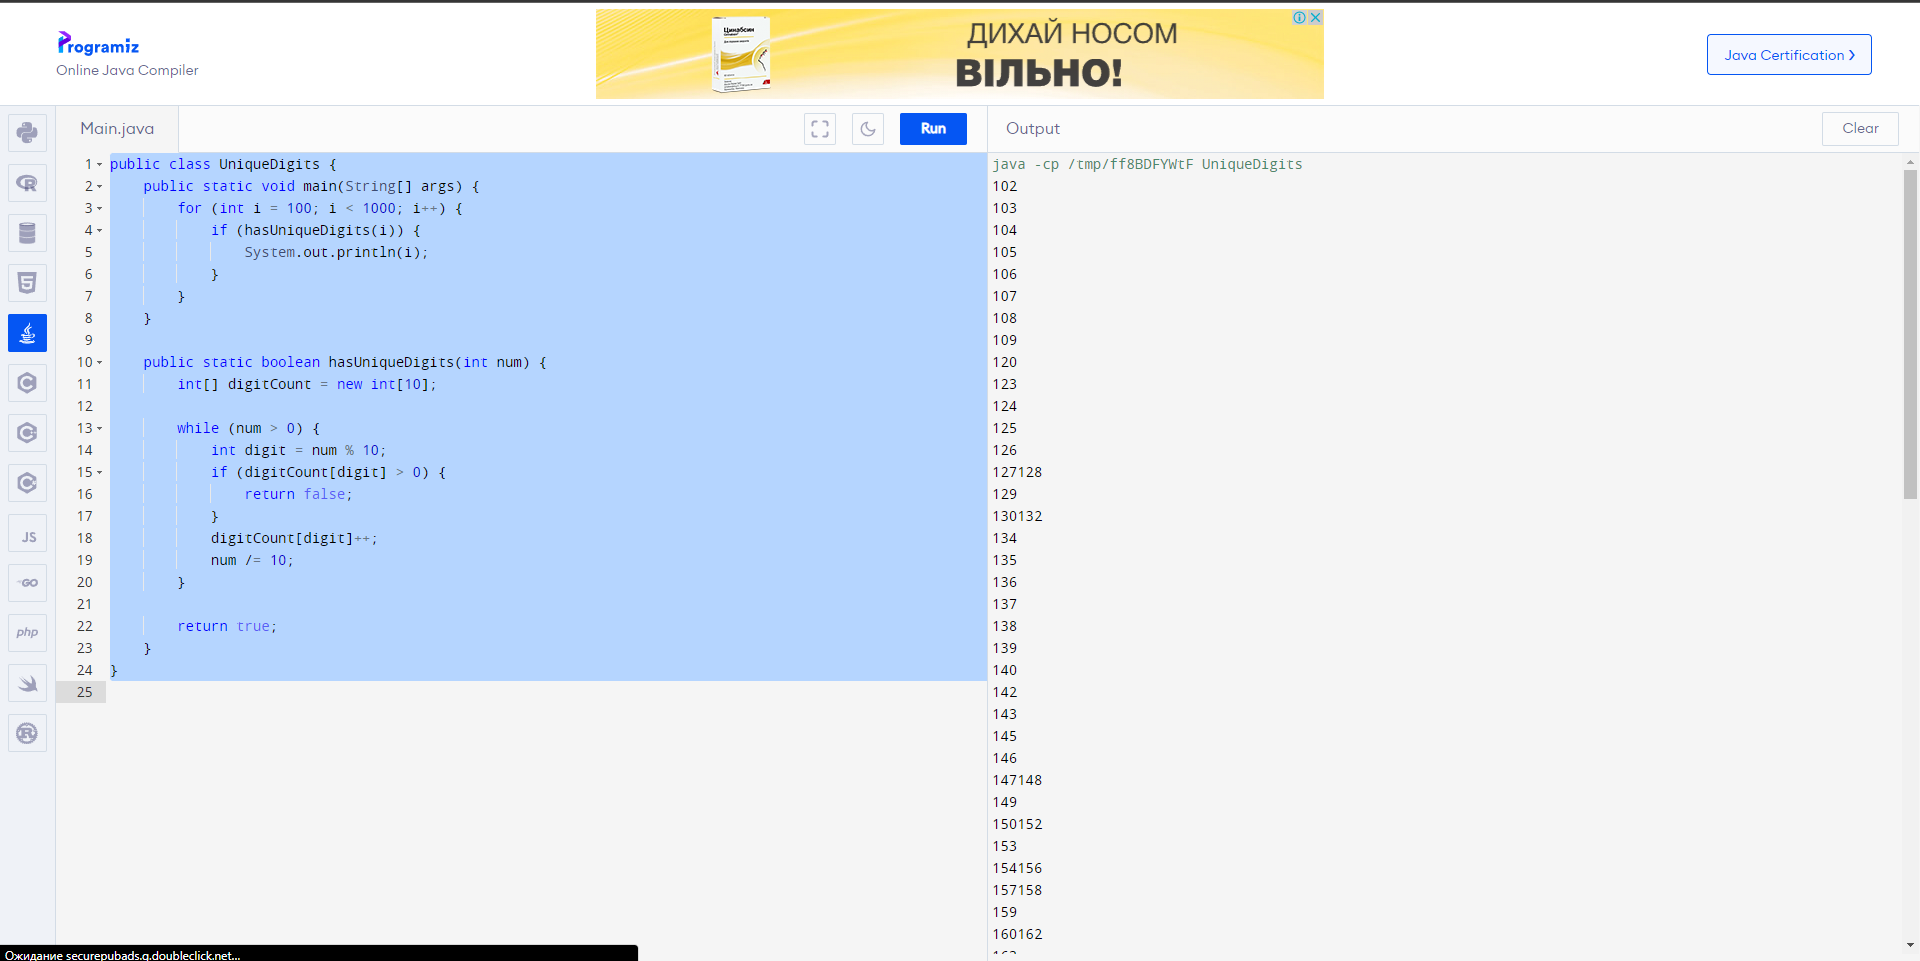 Programiz
Online Java Compiler
Цинабсин
ДИХАЙ НОСОМ
ВІЛЬНО!
Java Certification
Main.java
Run
Output
Clear
1 public class UniqueDigits {
2 public static void main(String[] args) {
3 for (int i = 100; i < 1000; i++) {
4 if (hasUniqueDigits(i)) {
5 System.out.println(i);
6 }
7 }
8 }
9
10 public static boolean hasUniqueDigits(int num) {
11 int[] digitCount = new int[10];
12
13 while (num > 0) {
14 int digit = num % 10;
15 if (digitCount[digit] > 0) {
16 return false;
17 }
18 digitCount[digit]++;
19 num /= 10;
20 }
21
22 return true;
23 }
24 }
25
java -cp /tmp/ff8BDFYWtF UniqueDigits
102
103
104
105
106
107
108
109
120
123
124
125
126
127128
129
130132
134
135
136
137
138
139
140
142
143
145
146
147148
149
150152
153
154156
157158
159
160162
JS
GO
php
Ожидание securepubads.g.doubleclick.net...